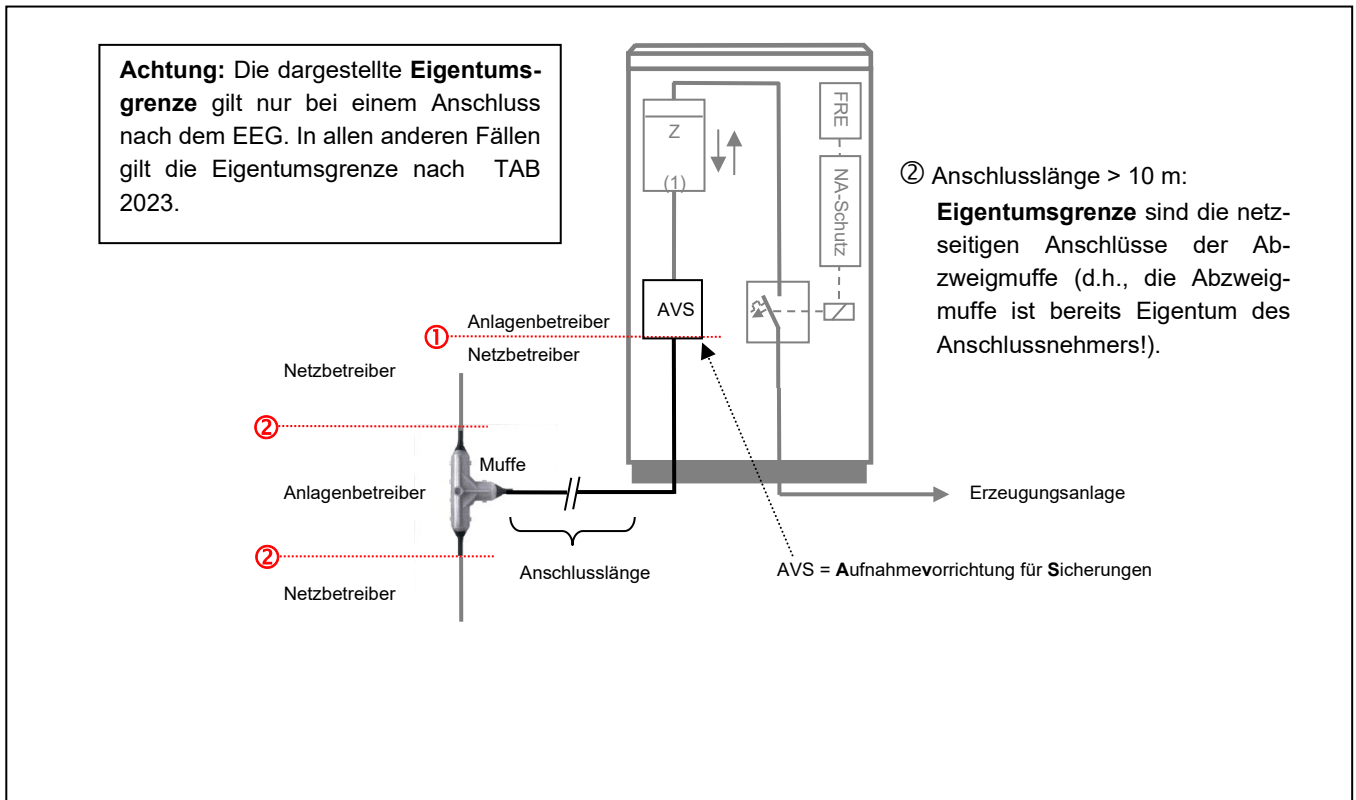 Achtung: Die dargestellte Eigentums-
grenze gilt nur bei einem Anschluss
nach dem EEG. In allen anderen Fällen
gilt die Eigentumsgrenze nach TAB
2023.
Z
(1)
FRE
NA-Schutz
AVS
② Anschlusslänge > 10 m:
Eigentumsgrenze sind die netz-
seitigen Anschlüsse der Ab-
zweigmuffe (d.h., die Abzweig-
muffe ist bereits Eigentum des
Anschlussnehmers!).
Anlagenbetreiber
①
Netzbetreiber
Netzbetreiber
②
Muffe
Anlagenbetreiber
Erzeugungsanlage
②
Anschlusslänge
AVS = Aufnahmevorrichtung für Sicherungen
Netzbetreiber